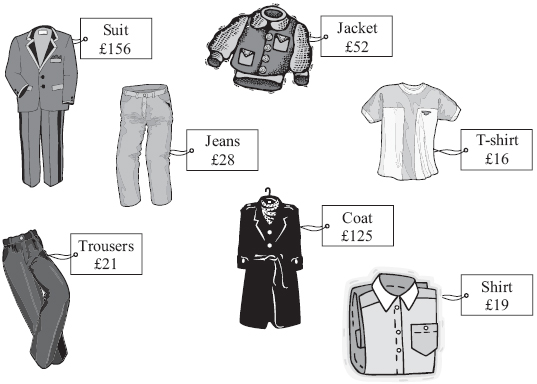 Suit
£156
Jacket
£52
Jeans
£28
T-shirt
£16
Trousers
£21
Coat
£125
Shirt
£19